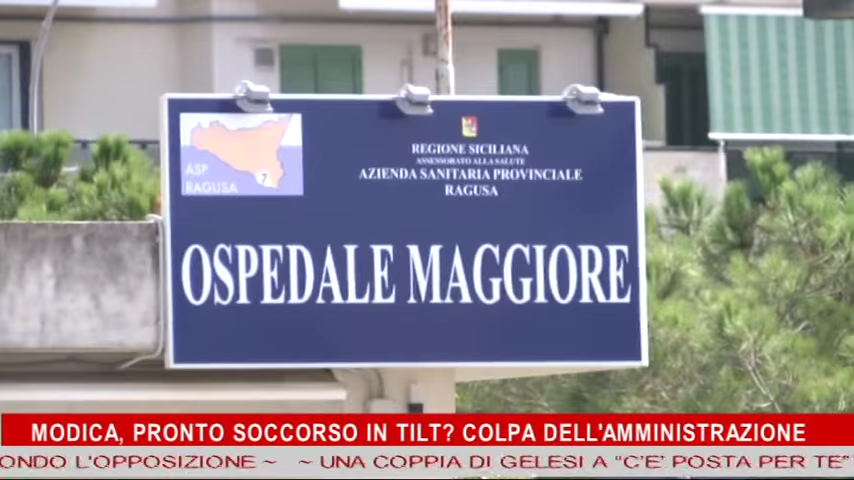 REGIONE SICILIANA
ASSESSORATO ALLA SALUTE
AZIENDA SANITARIA PROVINCIALE
RAGUSA
ASP
RAGUSA
7
OSPEDALE MAGGIORE
MODICA, PRONTO SOCCORSO IN TILT? COLPA DELL'AMMINISTRAZIONE
ONDO L'OPPOSIZIONE ~ ~ UNA COPPIA DI GELESI A "C'E' POSTA PER TE"